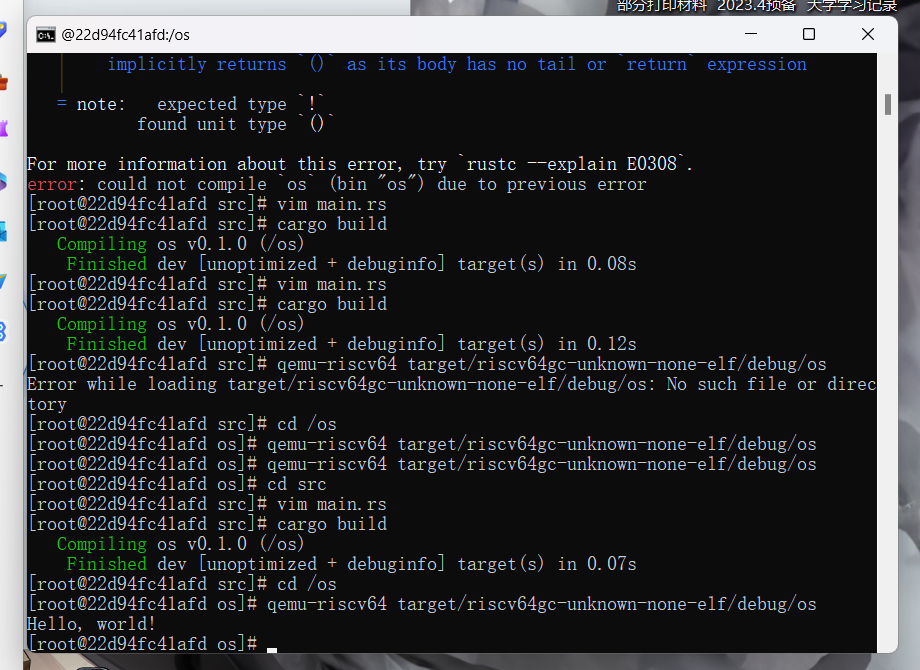 部分打印材料 2023.4预备 大学学习记录
@22d94fc41afd:/os
implicitly returns `()` as its body has no tail or `return` expression
= note:   expected type `!`
found unit type `()`
For more information about this error, try `rustc --explain E0308`.
error: could not compile `os` (bin "os") due to previous error
[root@22d94fc41afd src]# vim main.rs
[root@22d94fc41afd src]# cargo build
Compiling os v0.1.0 (/os)
Finished dev [unoptimized + debuginfo] target(s) in 0.08s
[root@22d94fc41afd src]# vim main.rs
[root@22d94fc41afd src]# cargo build
Compiling os v0.1.0 (/os)
Finished dev [unoptimized + debuginfo] target(s) in 0.12s
[root@22d94fc41afd src]# qemu-riscv64 target/riscv64gc-unknown-none-elf/debug/os
Error while loading target/riscv64gc-unknown-none-elf/debug/os: No such file or direc
tory
[root@22d94fc41afd src]# cd /os
[root@22d94fc41afd os]# qemu-riscv64 target/riscv64gc-unknown-none-elf/debug/os
[root@22d94fc41afd os]# qemu-riscv64 target/riscv64gc-unknown-none-elf/debug/os
[root@22d94fc41afd os]# cd src
[root@22d94fc41afd src]# vim main.rs
[root@22d94fc41afd src]# cargo build
Compiling os v0.1.0 (/os)
Finished dev [unoptimized + debuginfo] target(s) in 0.07s
[root@22d94fc41afd src]# cd /os
[root@22d94fc41afd os]# qemu-riscv64 target/riscv64gc-unknown-none-elf/debug/os
Hello, world!
[root@22d94fc41afd os]#